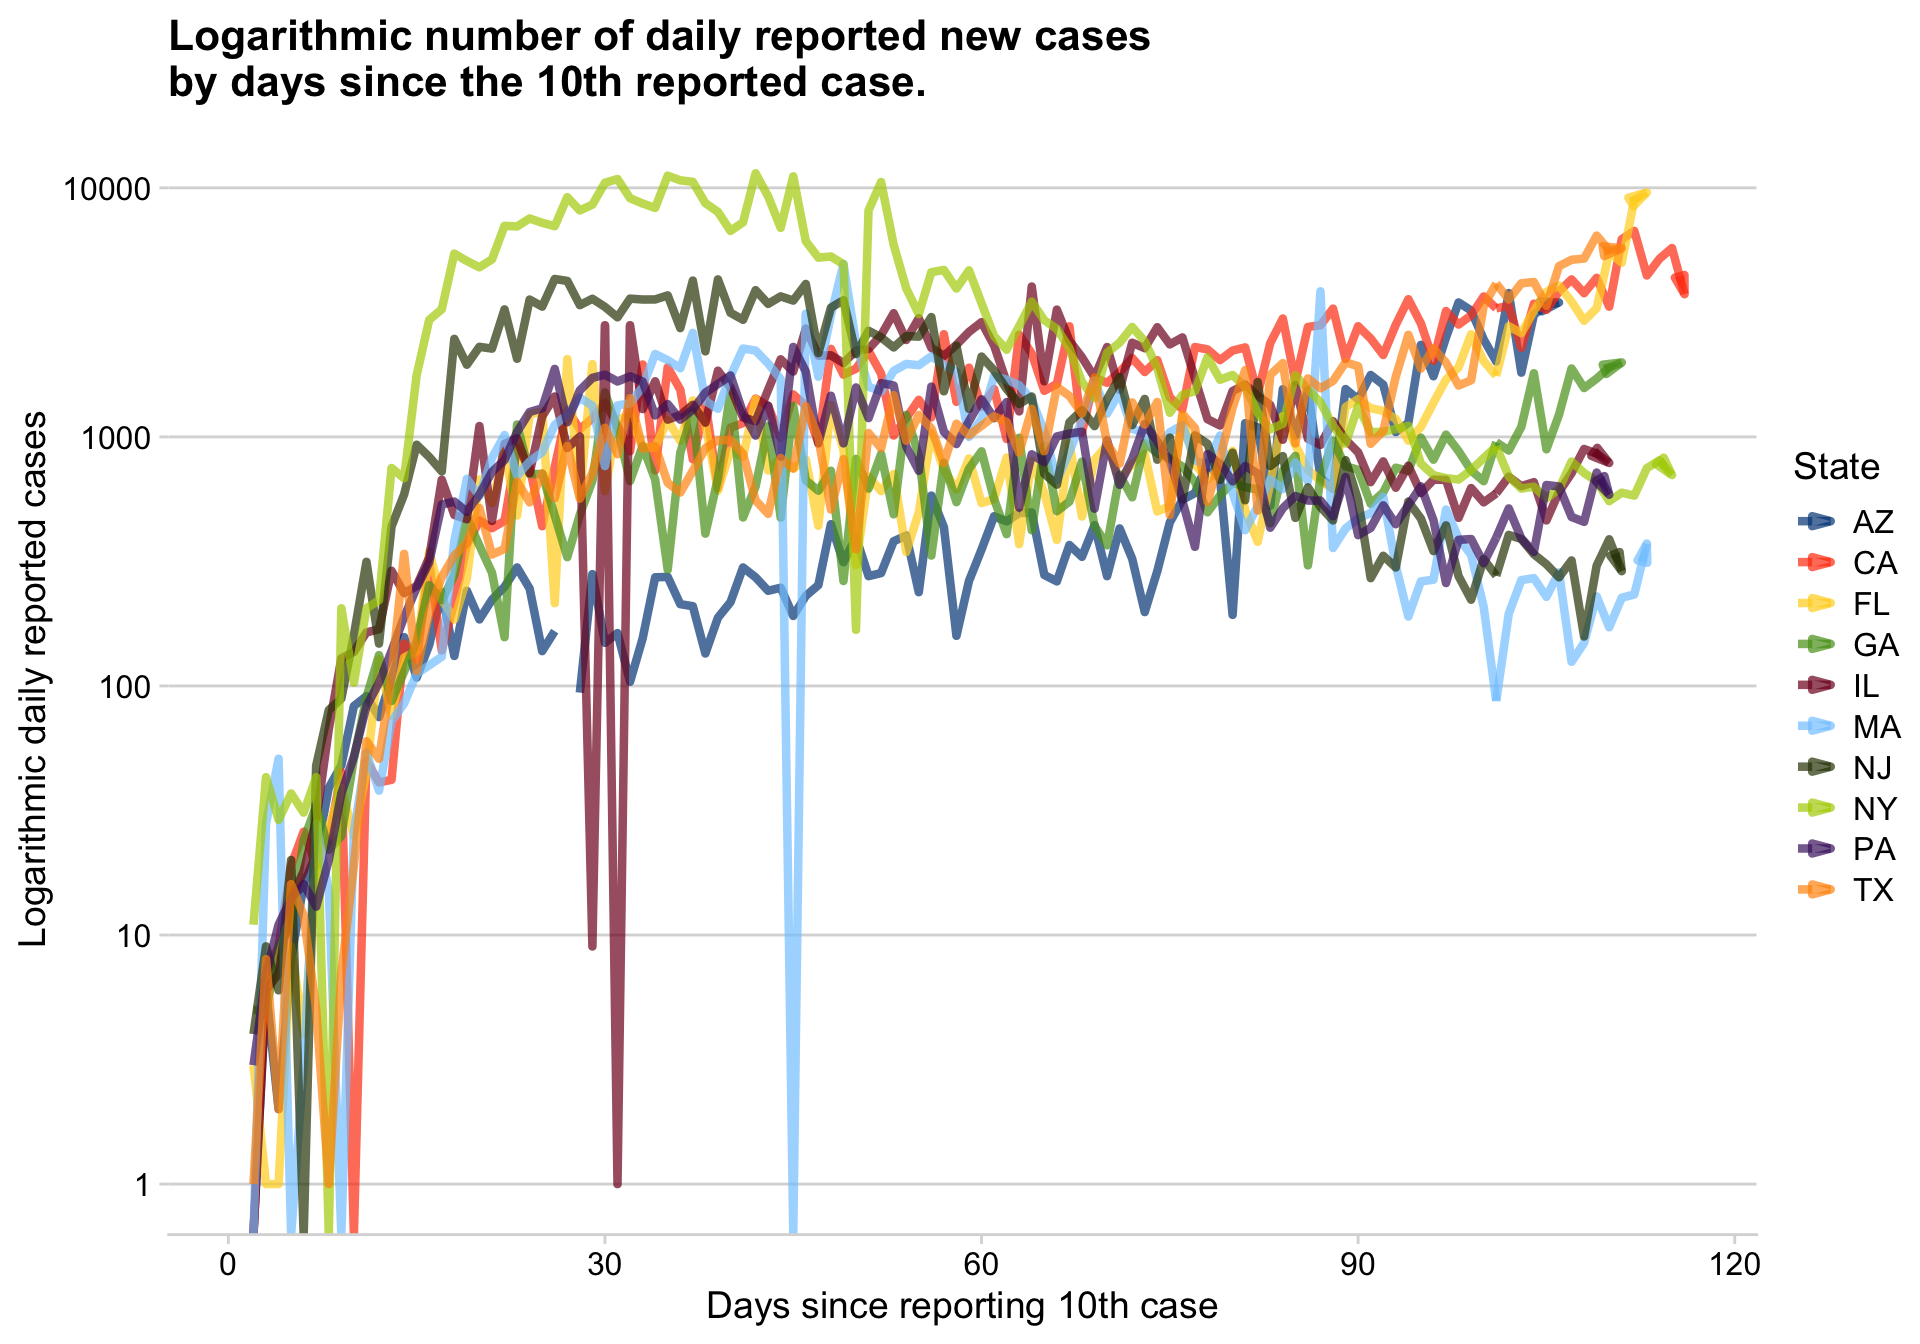 Logarithmic number of daily reported new cases
by days since the 10th reported case.
Logarithmic daily reported cases
10000
1000
100
10
1
0
30
60
90
120
Days since reporting 10th case
State
AZ
CA
FL
GA
IL
MA
NJ
NY
PA
TX